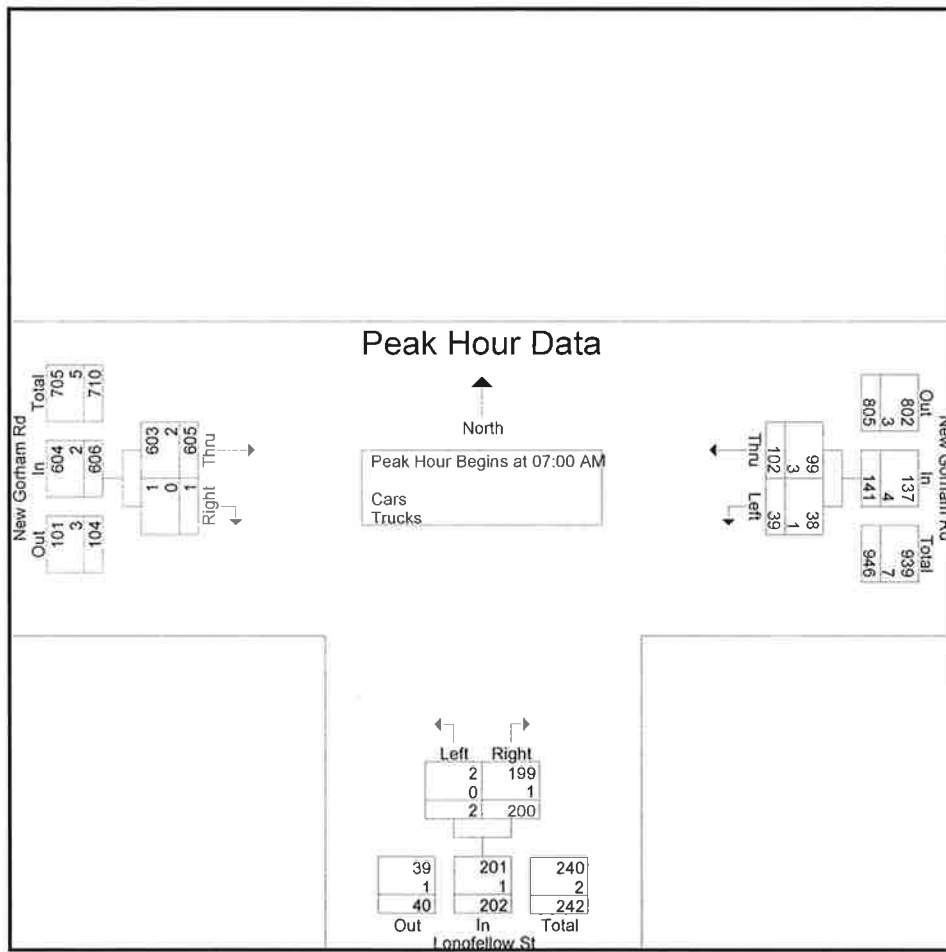 Peak Hour Data
North
Peak Hour Begins at 07:00 AM
Cars
Trucks
New Gorham Rd
Out In Total
101 604 705
3 2 5
104 606 710
Right Thru
1 603
0 2
1 605
New Gorham Rd
Out In Total
802 137 939
3 4 7
805 141 946
Thru Left
99 38
3 1
102 39
Left Right
2 199
0 1
2 200
39 201 240
1 1 2
40 202 242
Out In Total
Longfellow St